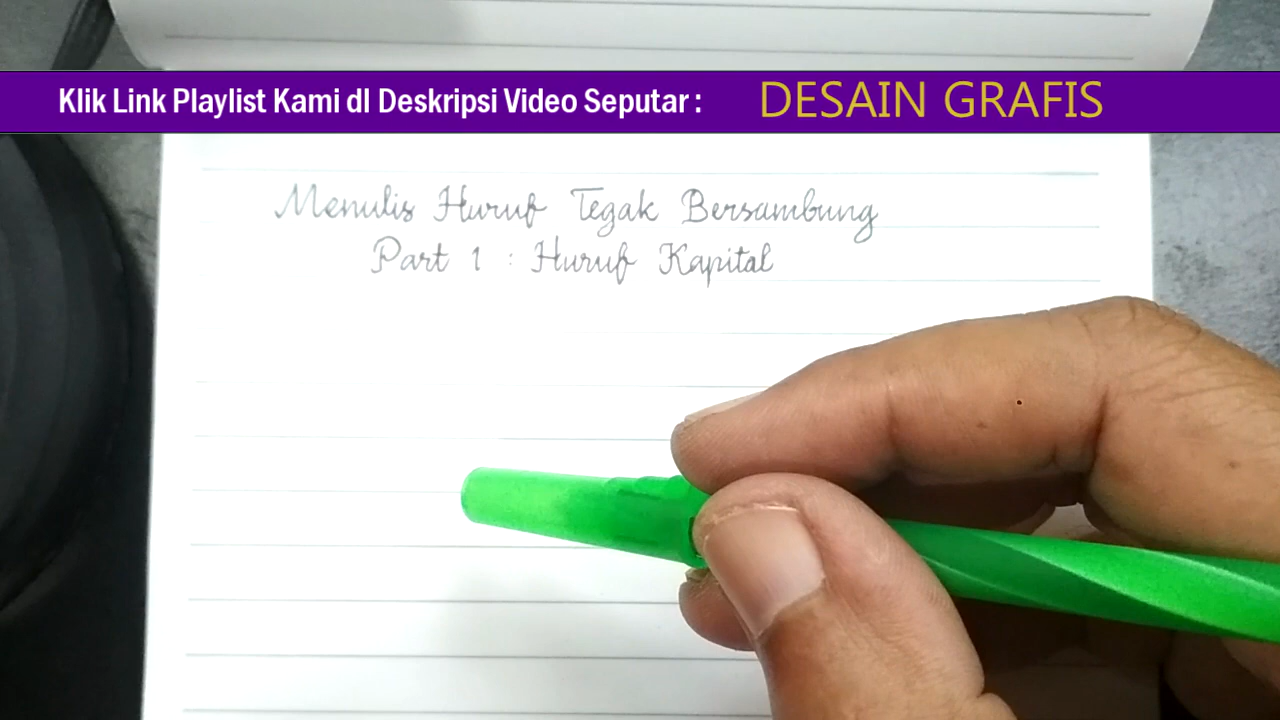 Klik Link Playlist Kami dI Deskripsi Video Seputar : DESAIN GRAFIS
Menulis Huruf Tegak Bersambung
Part 1 : Huruf Kapital